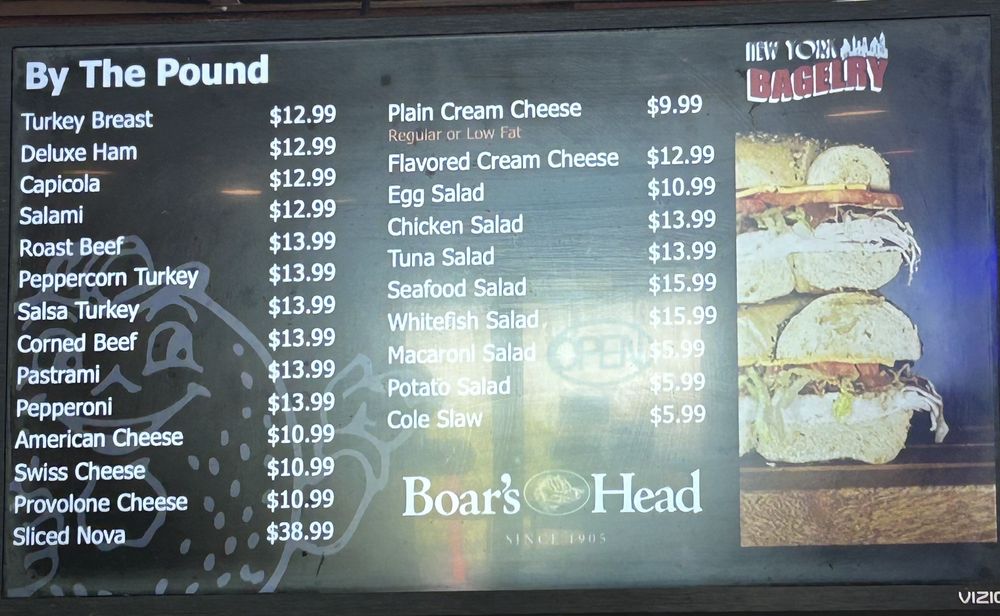 By The Pound
Turkey Breast $12.99
Deluxe Ham $12.99
Capicola $12.99
Salami $12.99
Roast Beef $13.99
Peppercorn Turkey $13.99
Salsa Turkey $13.99
Corned Beef $13.99
Pastrami $13.99
Pepperoni $13.99
American Cheese $10.99
Swiss Cheese $10.99
Provolone Cheese $10.99
Sliced Nova $38.99
Plain Cream Cheese $9.99
Regular or Low Fat
Flavored Cream Cheese $12.99
Egg Salad $10.99
Chicken Salad $13.99
Tuna Salad $13.99
Seafood Salad $15.99
Whitefish Salad $15.99
Macaroni Salad $5.99
Potato Salad $5.99
Cole Slaw $5.99
OPEN
Boar's Head
SINCE 1905
NEW YORK
BAGELRY
VIZIO